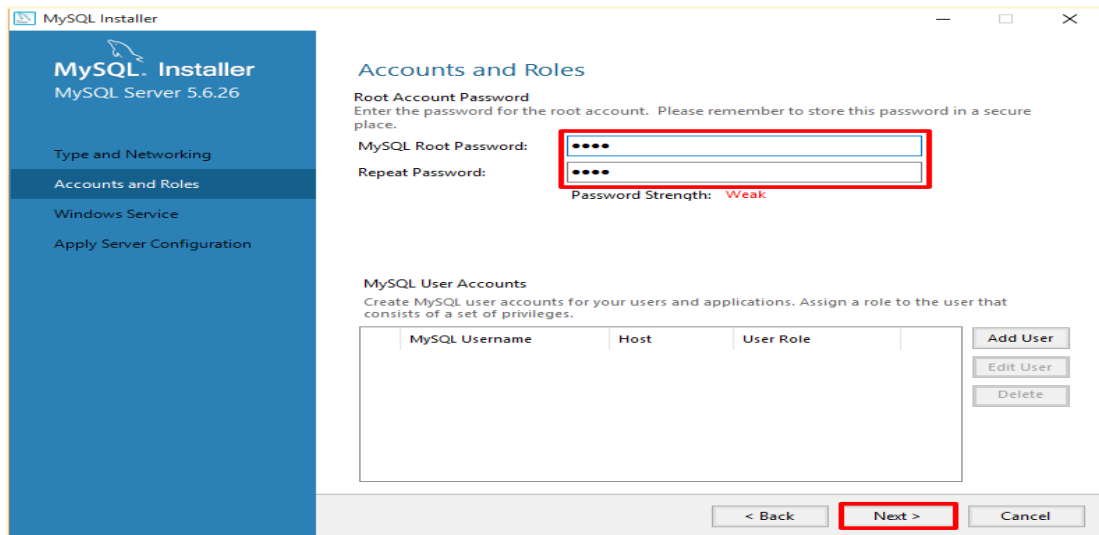 MySQL Installer
MySQL. Installer
MySQL Server 5.6.26
Type and Networking
Accounts and Roles
Windows Service
Apply Server Configuration
Accounts and Roles
Root Account Password
Enter the password for the root account.  Please remember to store this password in a secure
place.
MySQL Root Password: ●●●●
Repeat Password: ●●●●
Password Strength: Weak
MySQL User Accounts
Create MySQL user accounts for your users and applications. Assign a role to the user that
consists of a set of privileges.
MySQL Username Host User Role
Add User
Edit User
Delete
< Back Next > Cancel